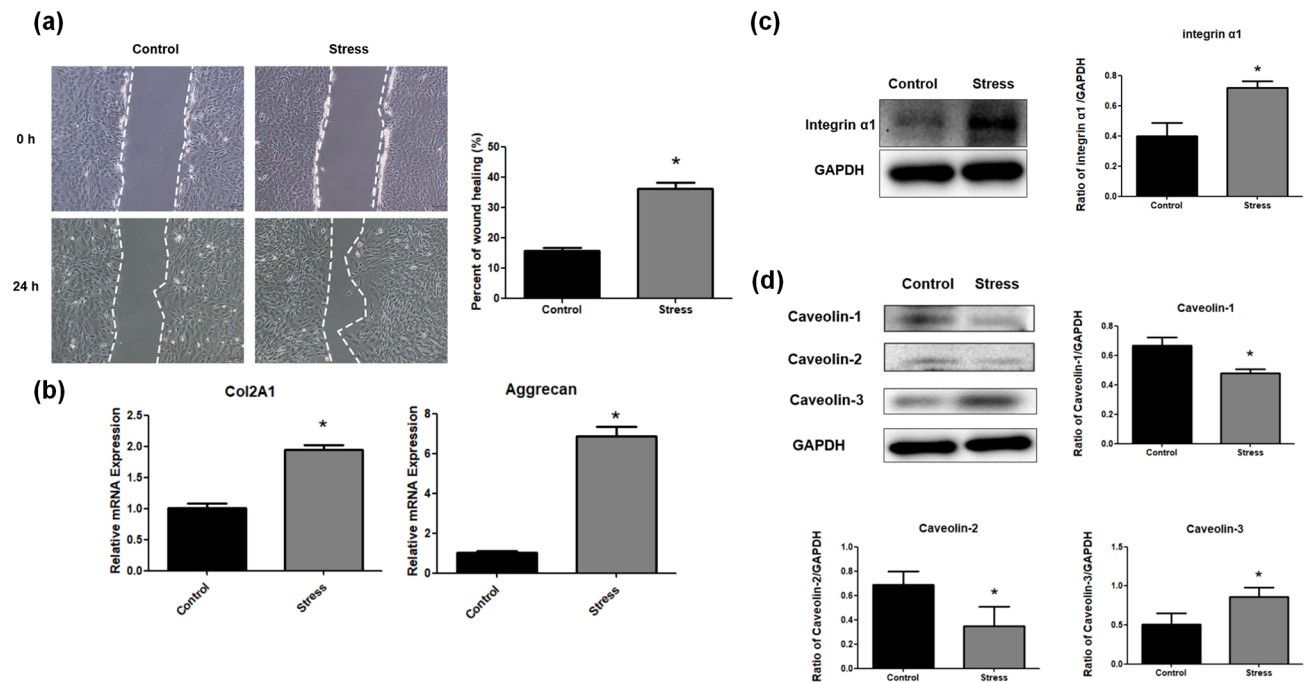 (a)
Control
Stress
0 h
24 h
Percent of wound healing (%)
50
40
30
20
10
0
*
Control
Stress
(b)
Col2A1
Relative mRNA Expression
2.5
2.0
1.5
1.0
0.5
0.0
*
Control
Stress
Aggrecan
Relative mRNA Expression
8
6
4
2
0
*
Control
Stress
(c)
Control
Stress
Integrin α1
GAPDH
integrin α1
Ratio of integrin α1 /GAPDH
0.8
0.6
0.4
0.2
0.0
*
Control
Stress
(d)
Control
Stress
Caveolin-1
Caveolin-2
Caveolin-3
GAPDH
Caveolin-1
Ratio of Caveolin-1/GAPDH
0.8
0.6
0.4
0.2
0.0
*
Control
Stress
Caveolin-2
Ratio of Caveolin-2/GAPDH
1.0
0.8
0.6
0.4
0.2
0.0
*
Control
Stress
Caveolin-3
Ratio of Caveolin-3/GAPDH
1.5
1.0
0.5
0.0
*
Control
Stress